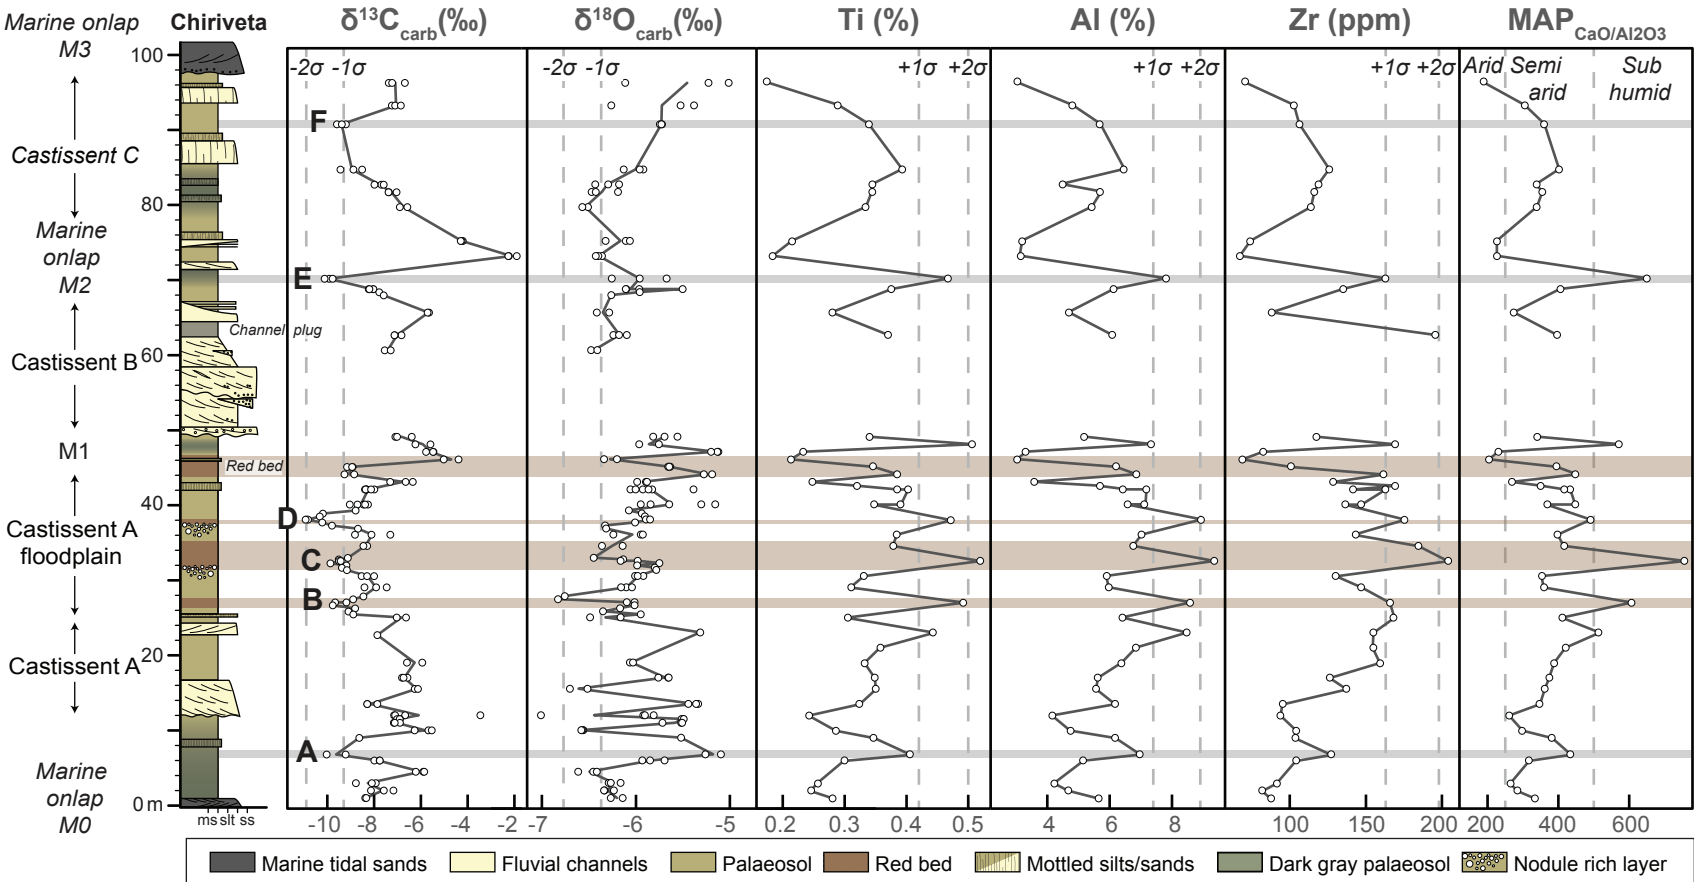 Marine onlap
M3
Chiriveta
δ¹³Ccarb(‰)
δ¹⁸Ocarb(‰)
Ti (%)
Al (%)
Zr (ppm)
MAPCaO/Al2O3
100
-2σ -1σ
-2σ -1σ
+1σ +2σ
+1σ +2σ
+1σ +2σ
Arid Semi arid
Sub humid
F
Castissent C
80
Marine
onlap
M2
E
Channel plug
60
Castissent B
M1
Red bed
40
D
Castissent A
floodplain
C
B
20
Castissent A
A
Marine
onlap
M0
0 m
ms slt ss
-10 -8 -6 -4 -2
-7 -6 -5
0.2 0.3 0.4 0.5
4 6 8
100 150 200
200 400 600
Marine tidal sands
Fluvial channels
Palaeosol
Red bed
Mottled silts/sands
Dark gray palaeosol
Nodule rich layer